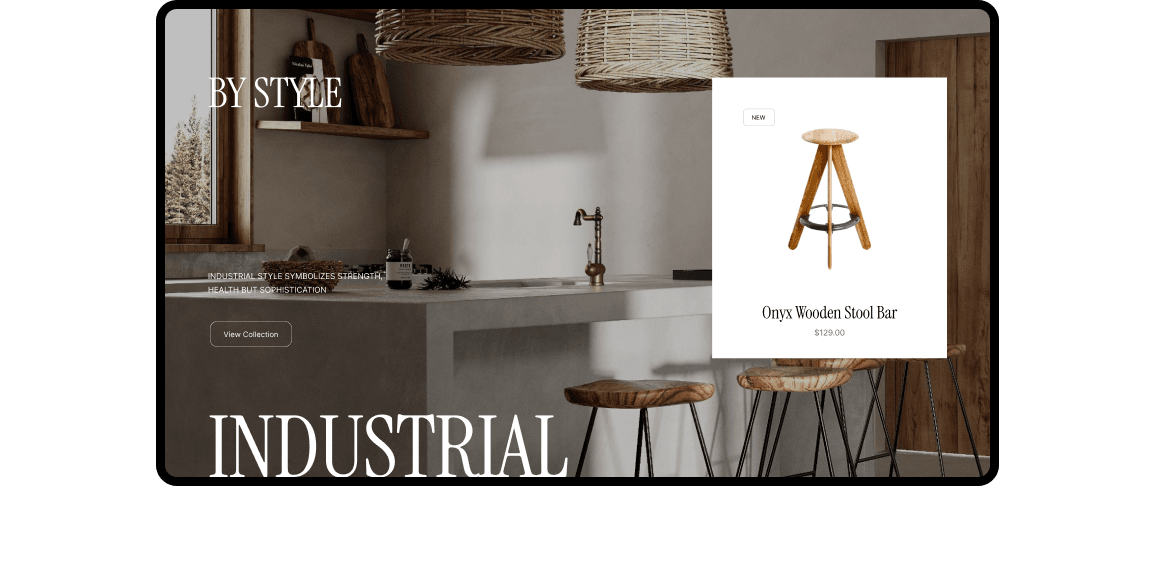 BY STYLE
NEW
INDUSTRIAL STYLE SYMBOLIZES STRENGTH,
HEALTH BUT SOPHISTICATION
Onyx Wooden Stool Bar
$129.00
View Collection
INDUSTRIAL